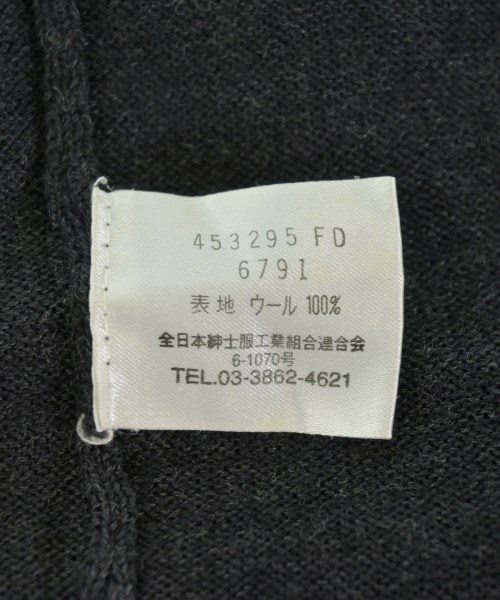 453295 FD
6791
表地 ウール 100%
全日本紳士服工業組合連合会
6-1070号
TEL.03-3862-4621